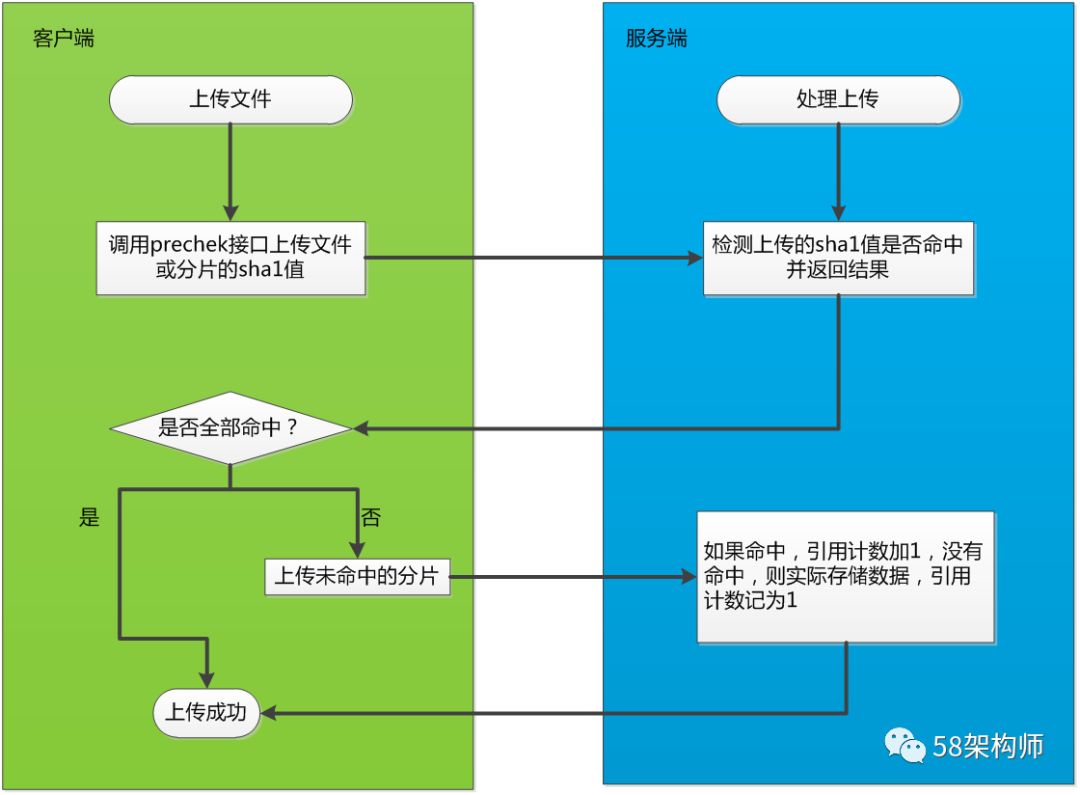 客户端
服务端
上传文件
处理上传
调用prechek接口上传文件
或分片的sha1值
检测上传的sha1值是否命中
并返回结果
是否全部命中？
是
否
上传未命中的分片
如果命中，引用计数加1，没有
命中，则实际存储数据，引用
计数记为1
上传成功
58架构师